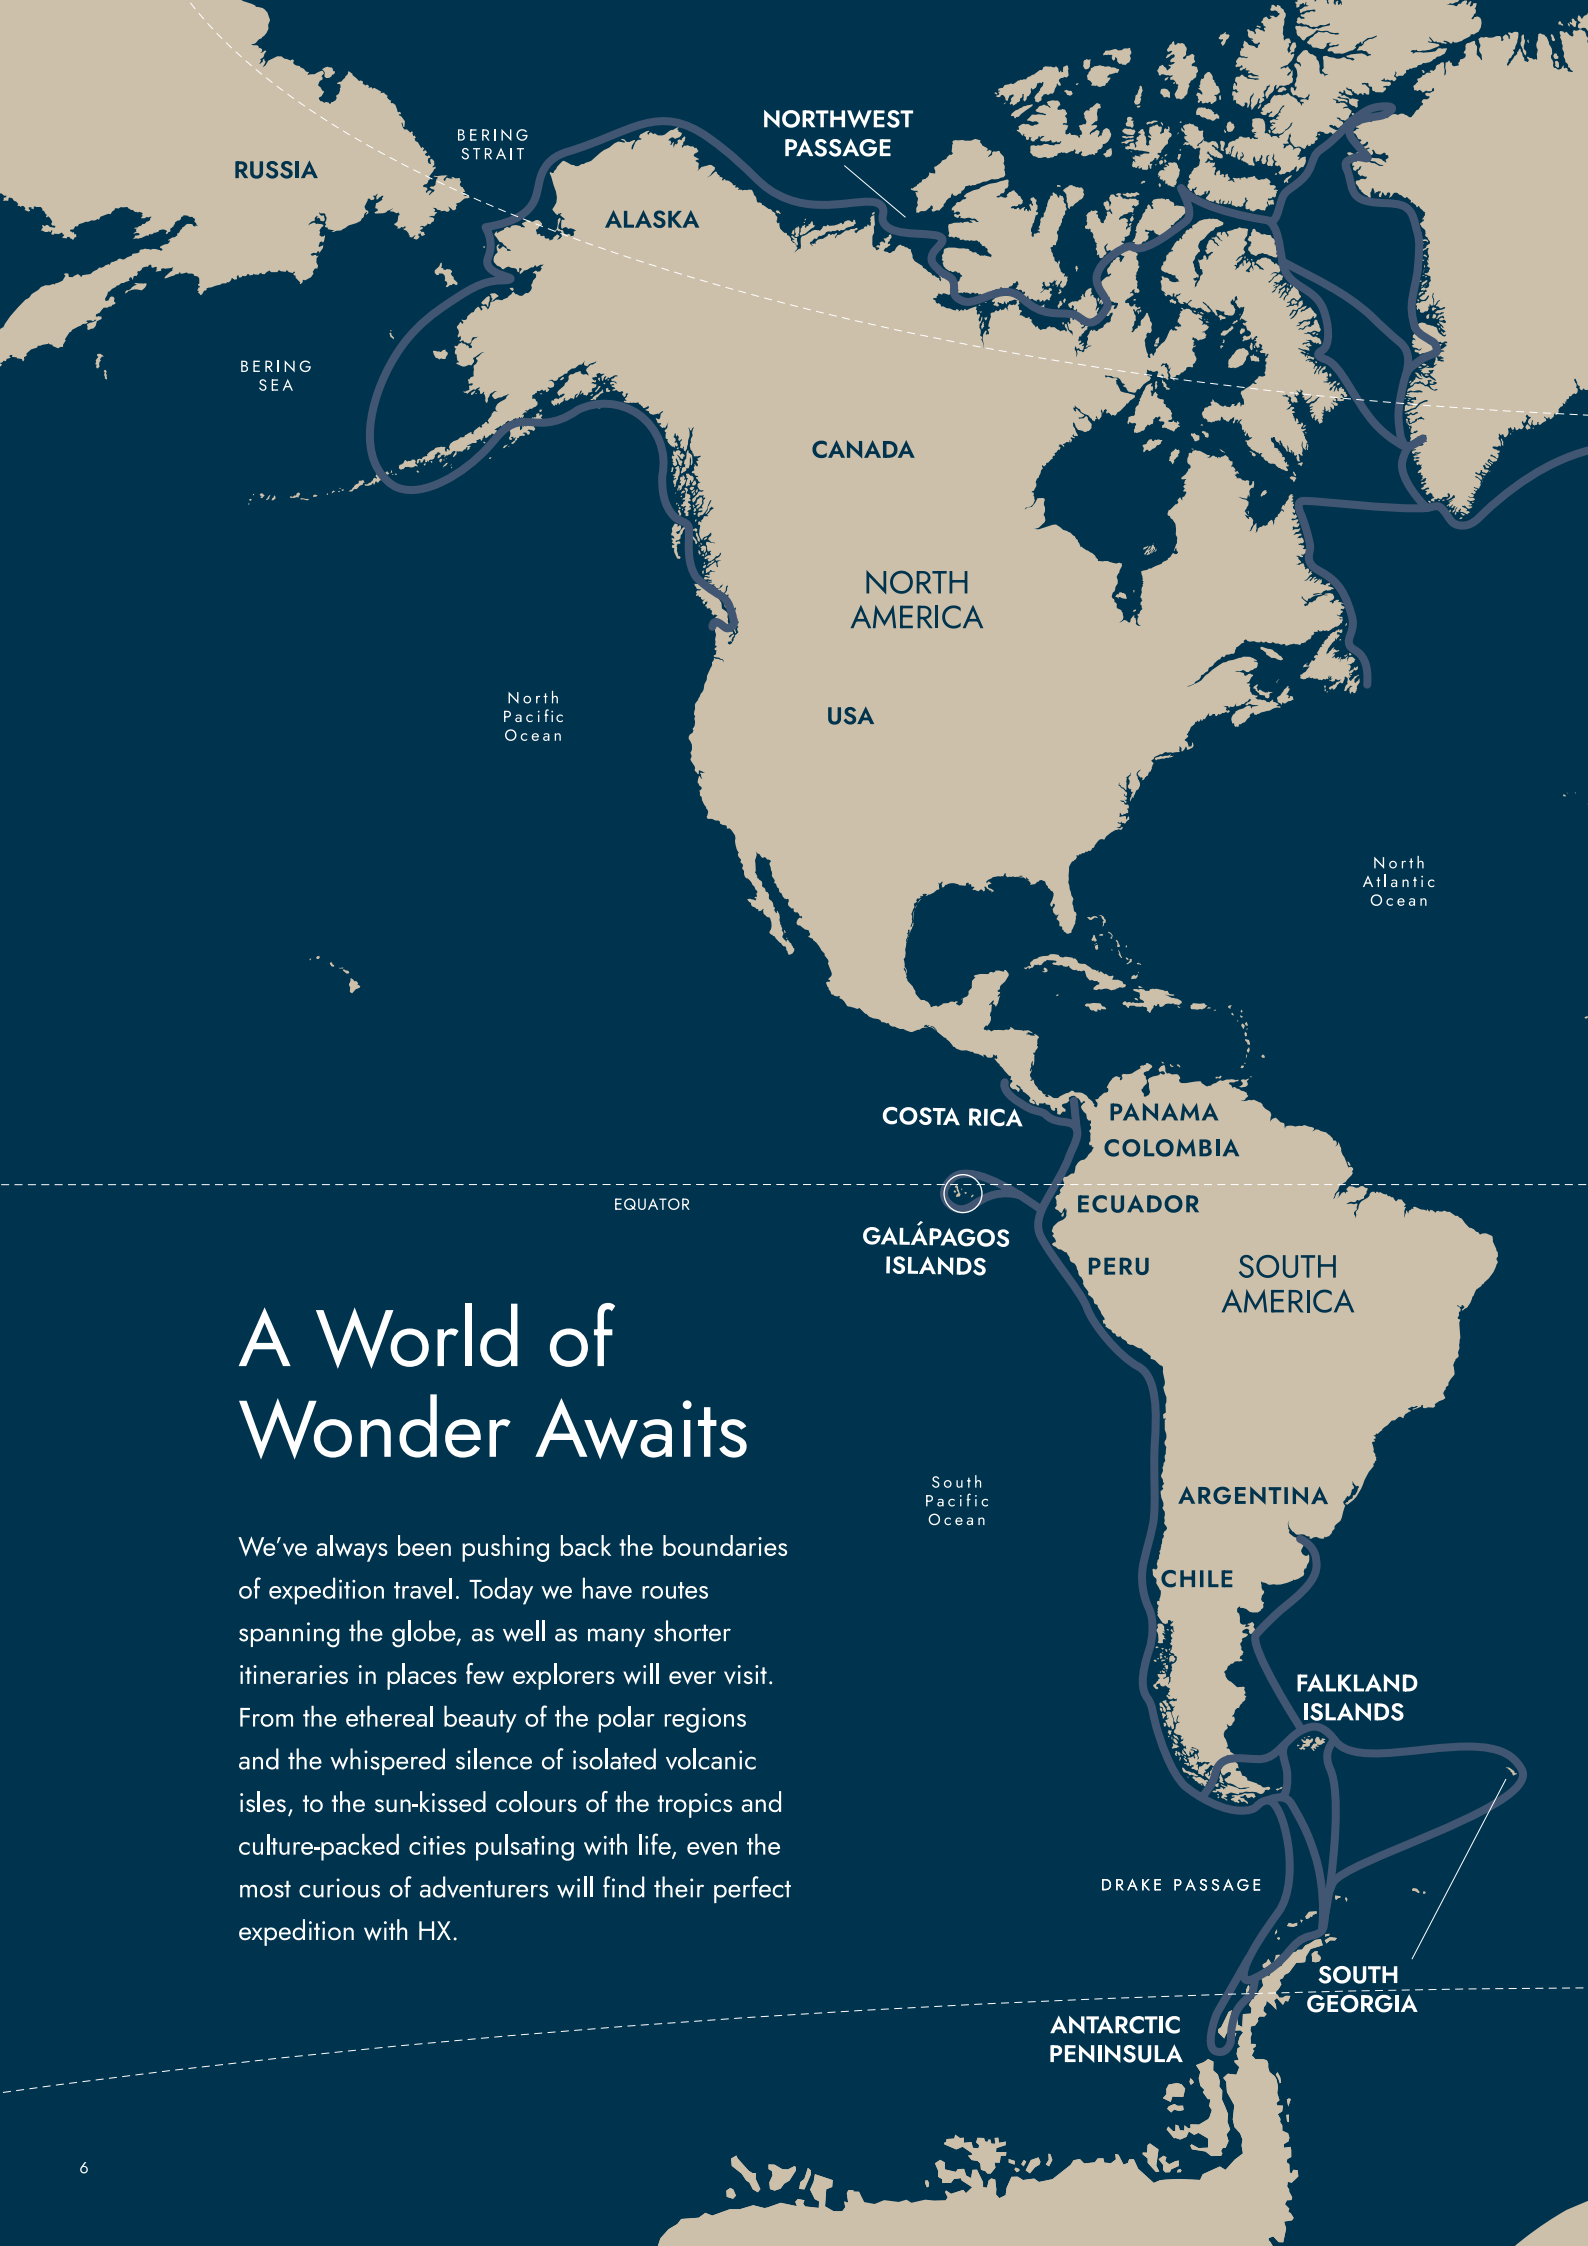 NORTHWEST
PASSAGE
BERING
STRAIT
RUSSIA
ALASKA
BERING
SEA
CANADA
NORTH
AMERICA
North
Pacific
Ocean
USA
North
Atlantic
Ocean
COSTA RICA
PANAMA
COLOMBIA
EQUATOR
ECUADOR
GALÁPAGOS
ISLANDS
PERU
SOUTH
AMERICA
A World of
Wonder Awaits
South
Pacific
Ocean
ARGENTINA
We've always been pushing back the boundaries
of expedition travel. Today we have routes
spanning the globe, as well as many shorter
itineraries in places few explorers will ever visit.
From the ethereal beauty of the polar regions
and the whispered silence of isolated volcanic
isles, to the sun-kissed colours of the tropics and
culture-packed cities pulsating with life, even the
most curious of adventurers will find their perfect
expedition with HX.
CHILE
FALKLAND
ISLANDS
DRAKE PASSAGE
SOUTH
GEORGIA
ANTARCTIC
PENINSULA
6